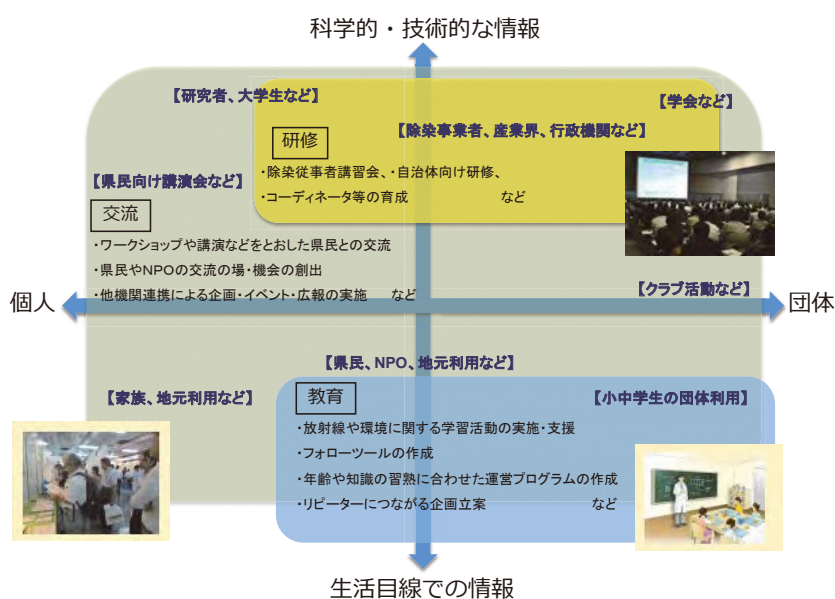 科学的・技術的な情報
【研究者、大学生など】
【学会など】
【除染事業者、産業界、行政機関など】
研修
・除染従事者講習会、・自治体向け研修、
・コーディネータ等の育成 など
【県民向け講演会など】
交流
・ワークショップや講演などをとおした県民との交流
・県民やNPOの交流の場・機会の創出
・他機関連携による企画・イベント・広報の実施 など
【クラブ活動など】
個人
団体
【県民、NPO、地元利用など】
【家族、地元利用など】
教育
【小中学生の団体利用】
・放射線や環境に関する学習活動の実施・支援
・フォローツールの作成
・年齢や知識の習熟に合わせた運営プログラムの作成
・リピーターにつながる企画立案 など
生活目線での情報